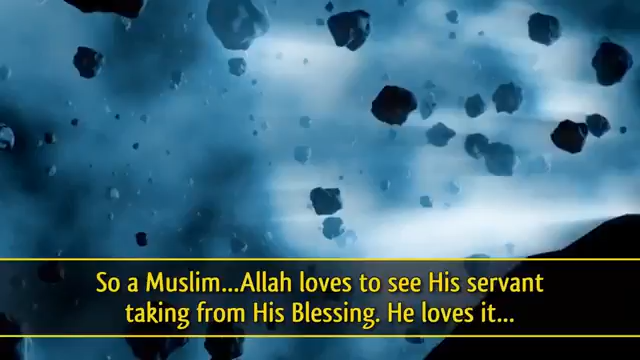 So a Muslim...Allah loves to see His servant
taking from His Blessing. He loves it...